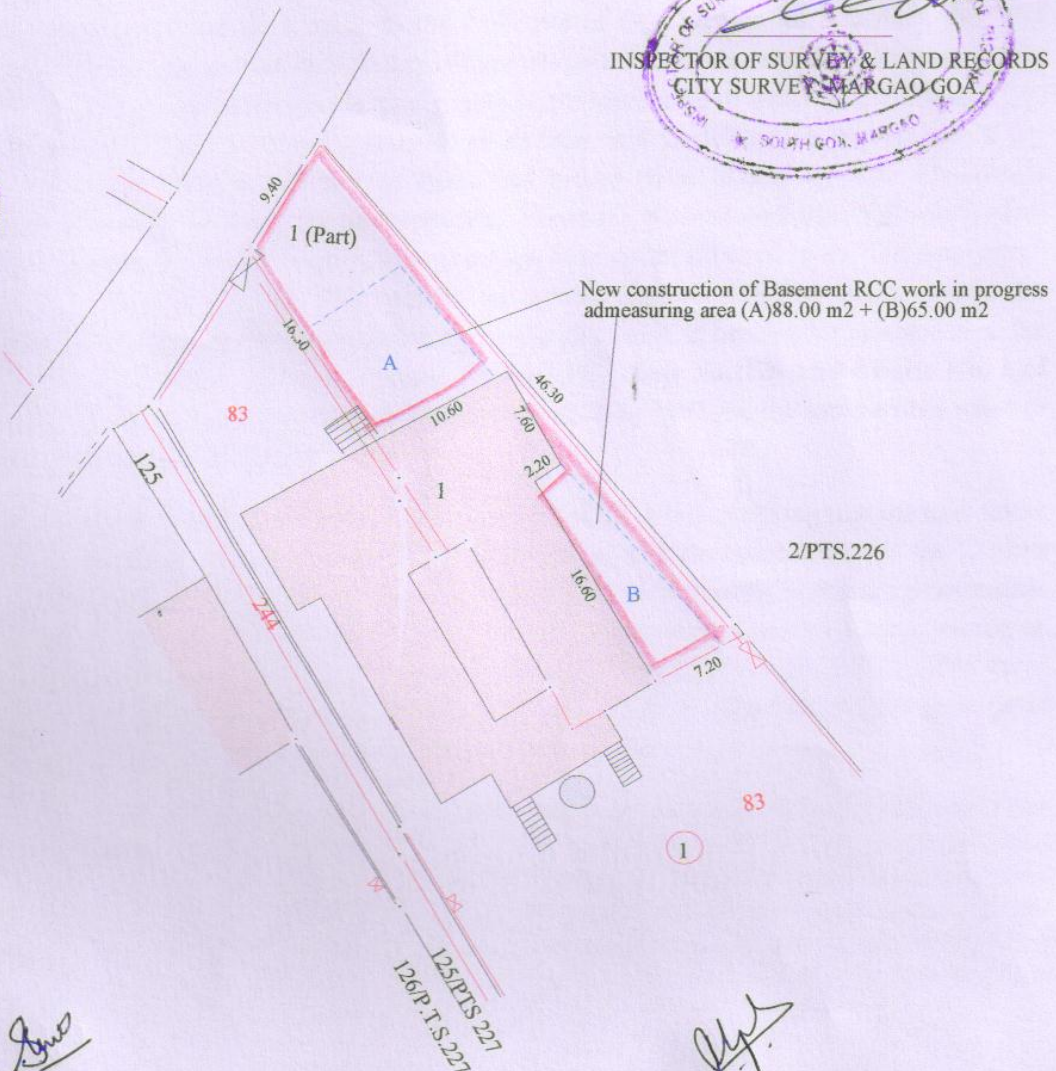 INSPECTOR OF SURVEY & LAND RECORDS
CITY SURVEY, MARGAO GOA.
SOUTH GOA, MARGAO
9.40
1 (Part)
New construction of Basement RCC work in progress
admeasuring area (A)88.00 m2 + (B)65.00 m2
A
46.30
83
10.60
7.60
125
2.20
1
2/PTS.226
16.60
B
244
7.20
83
1
125/PTS 227
126/P.T.S.227